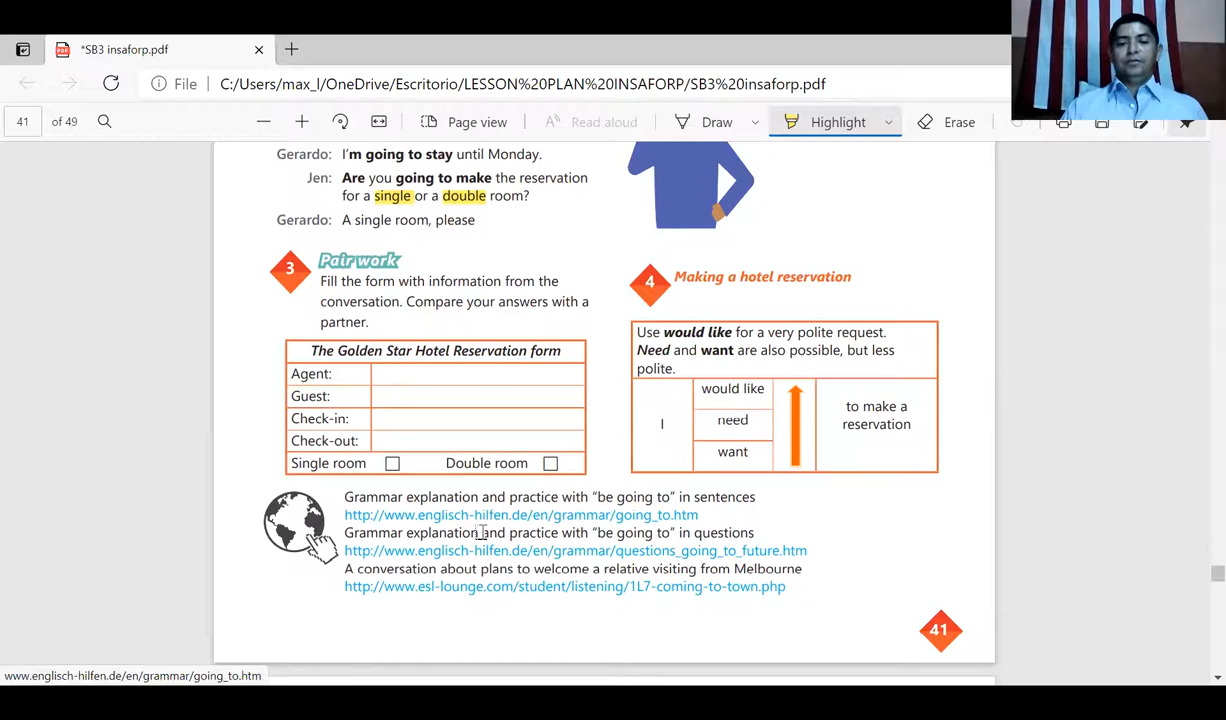 *SB3 insaforp.pdf
File
C:/Users/max_l/OneDrive/Escritorio/LESSON%20PLAN%20INSAFORP/SB3%20insaforp.pdf
41 of 49
Page view
Read aloud
Draw
Highlight
Erase
Gerardo: I'm going to stay until Monday.
Jen: Are you going to make the reservation
for a single or a double room?
Gerardo: A single room, please
3
Pair work
Fill the form with information from the
conversation. Compare your answers with a
partner.
The Golden Star Hotel Reservation form
Agent:
Guest:
Check-in:
Check-out:
Single room
Double room
4
Making a hotel reservation
Use would like for a very polite request.
Need and want are also possible, but less
polite.
I
would like
need
want
to make a
reservation
Grammar explanation and practice with “be going to” in sentences
http://www.englisch-hilfen.de/en/grammar/going_to.htm
Grammar explanation and practice with “be going to” in questions
http://www.englisch-hilfen.de/en/grammar/questions_going_to_future.htm
A conversation about plans to welcome a relative visiting from Melbourne
http://www.esl-lounge.com/student/listening/1L7-coming-to-town.php
41
www.englisch-hilfen.de/en/grammar/going_to.htm